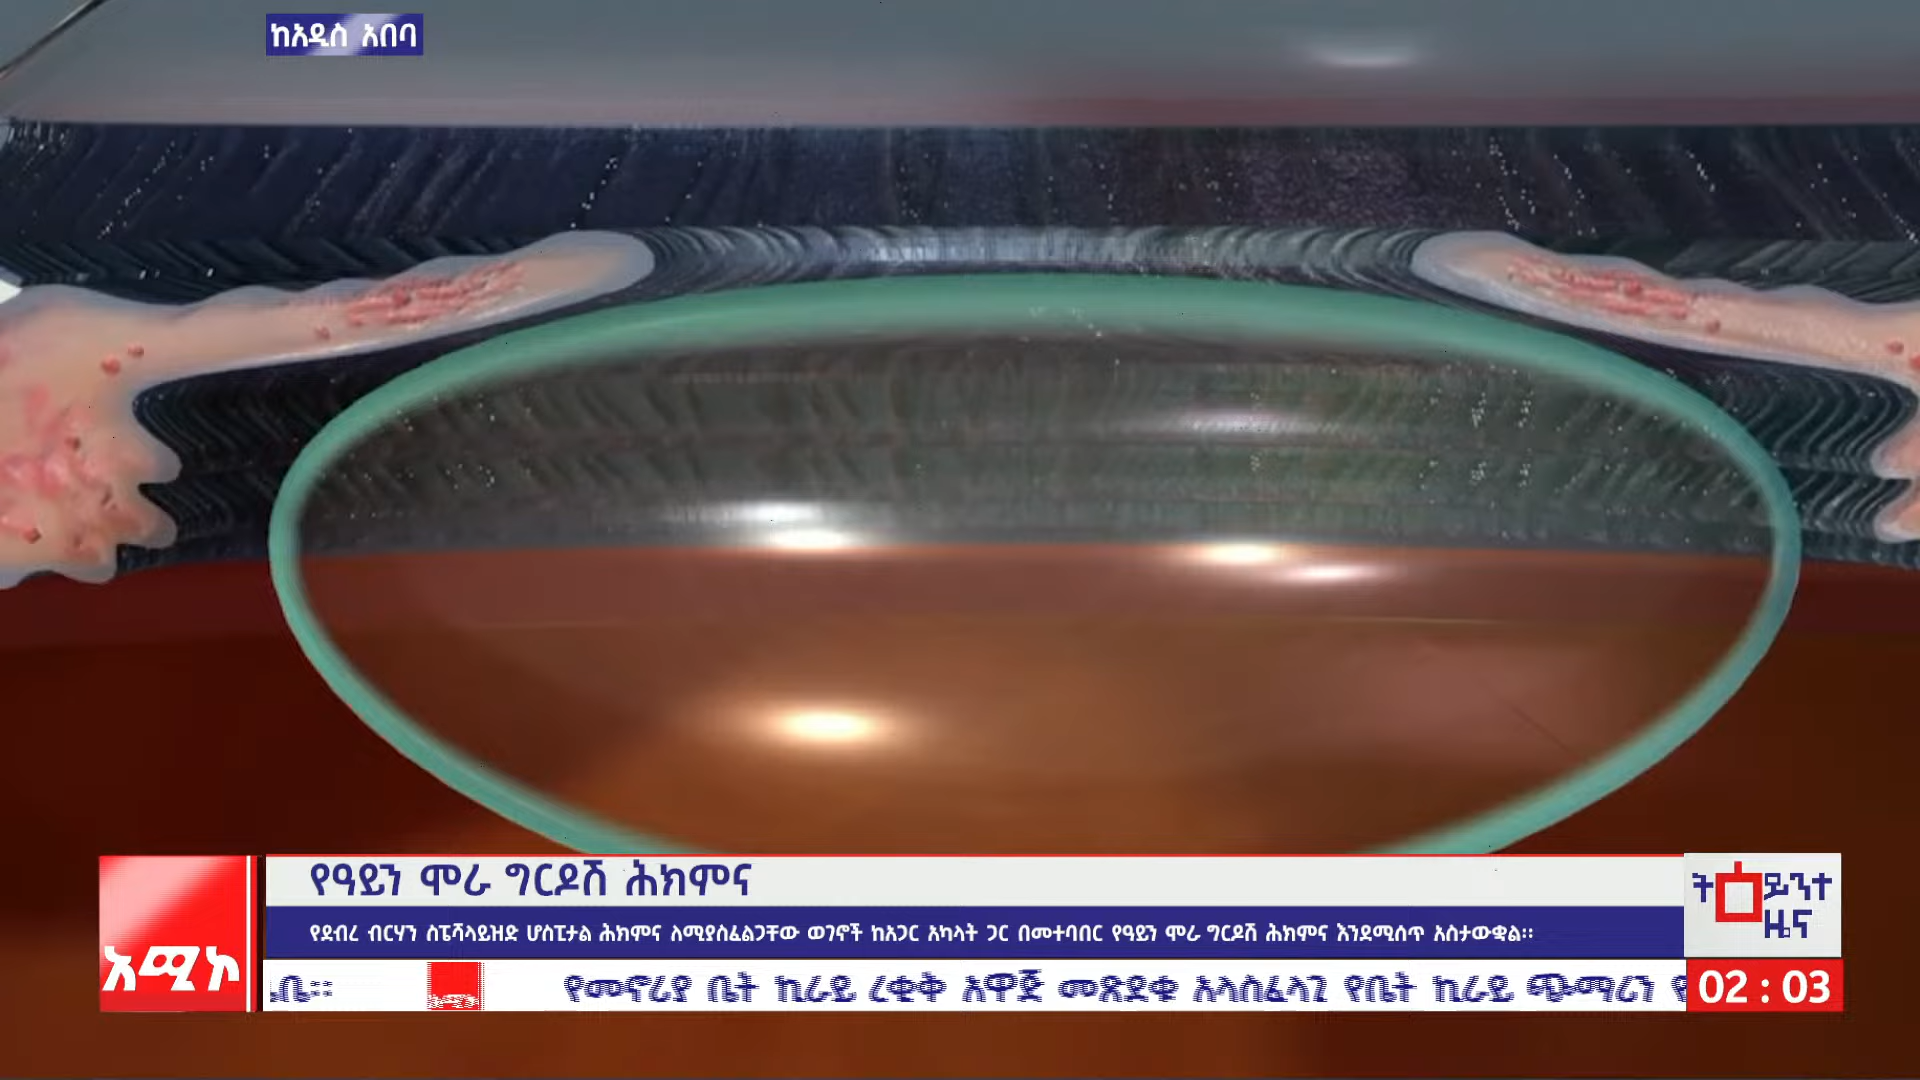 ከአዲስ አበባ
የዓይን ሞራ ግርዶሽ ሕክምና
የደብረ ብርሃን ስፔሻላይዝድ ሆስፒታል ሕክምና ለሚያስፈልጋቸው ወገኖች ከአጋር አካላት ጋር በመተባበር የዓይን ሞራ ግርዶሽ ሕክምና እንደሚሰጥ አስታውቋል።
አሚኮ
የመኖሪያ ቤት ኪራይ ረቂቅ አዋጅ መጽደቁ አላስፈላጊ የቤት ኪራይ ጭማሪን
ትዕይንተ
ዜና
02 : 03